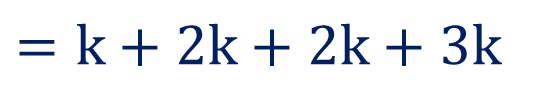 = k + 2k + 2k + 3k